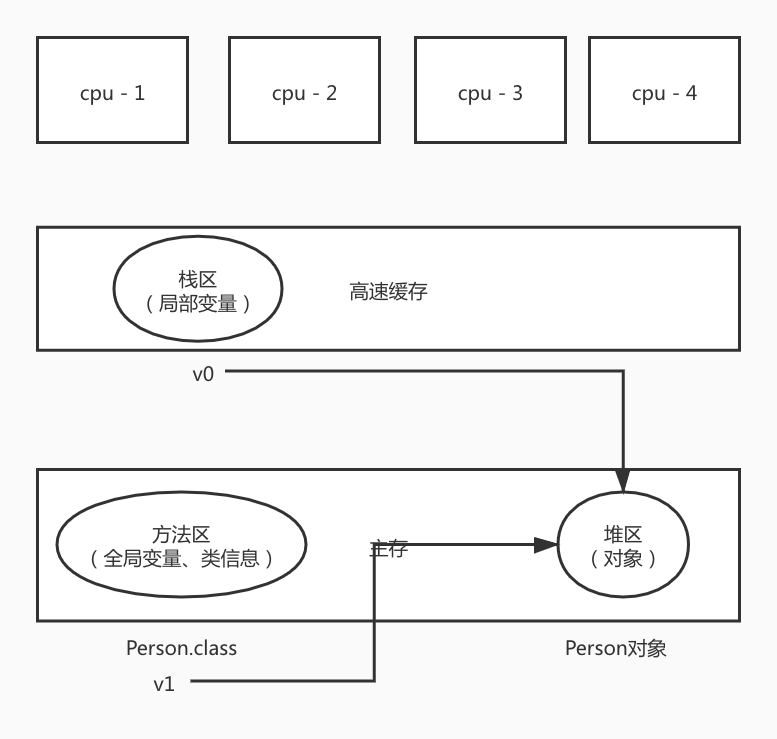 cpu - 1
cpu - 2
cpu - 3
cpu - 4
栈区
（局部变量）
高速缓存
v0
方法区
（全局变量、类信息）
主存
堆区
（对象）
Person.class
Person对象
v1